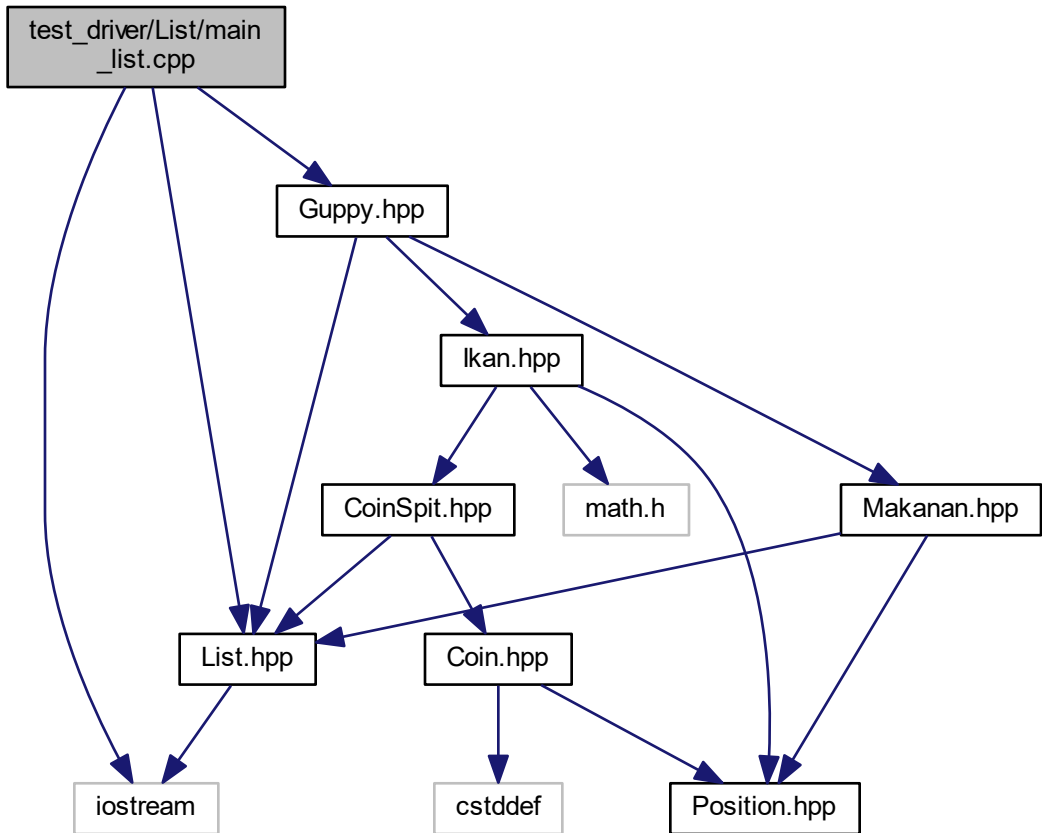 test_driver/List/main
_list.cpp
Guppy.hpp
Ikan.hpp
CoinSpit.hpp
math.h
Makanan.hpp
List.hpp
Coin.hpp
iostream
cstddef
Position.hpp